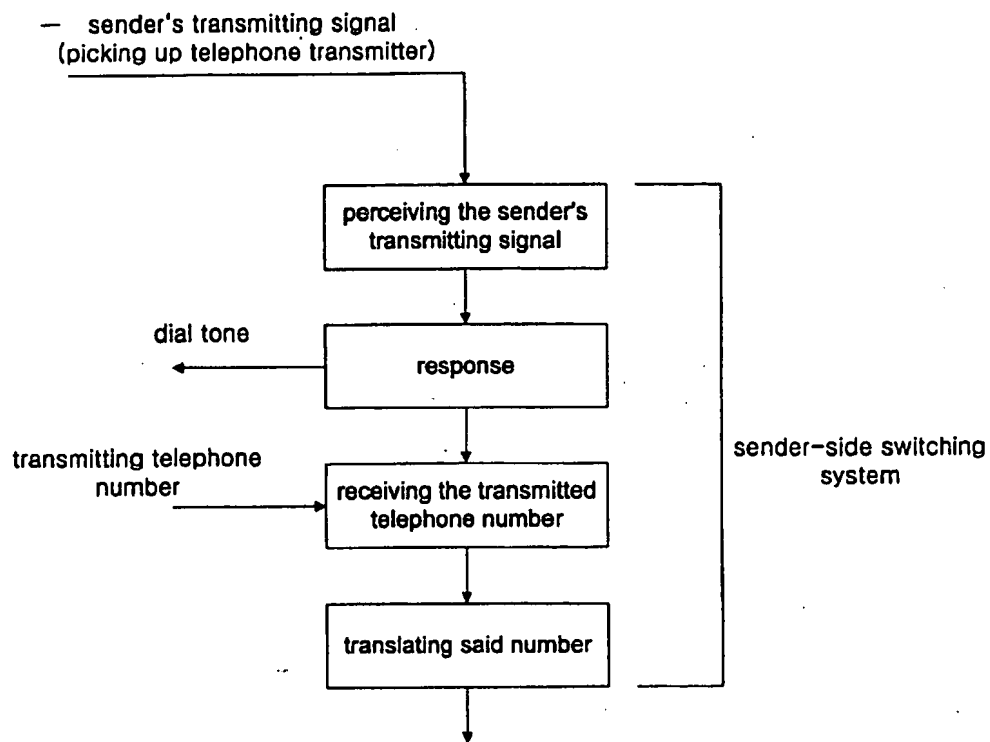 — sender's transmitting signal
(picking up telephone transmitter)
perceiving the sender's
transmitting signal
dial tone
response
transmitting telephone
number
receiving the transmitted
telephone number
sender-side switching
system
translating said number